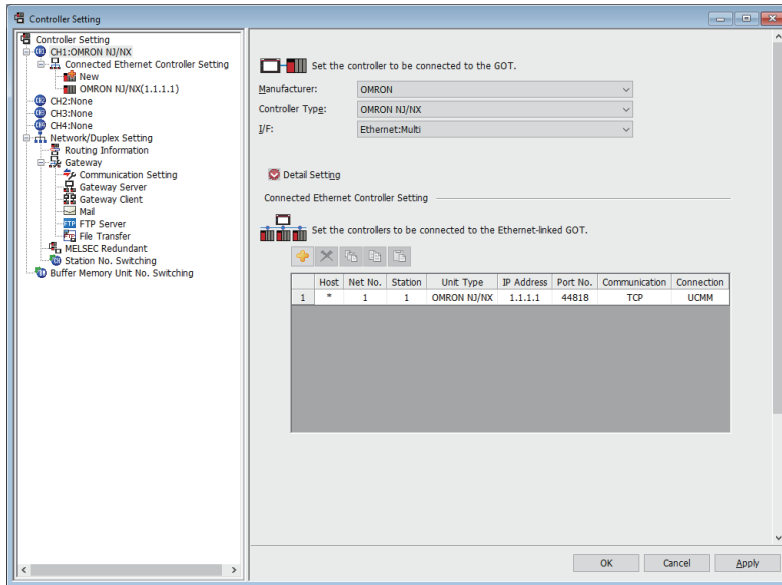 Controller Setting
Controller Setting
CH1:OMRON NJ/NX
Connected Ethernet Controller Setting
New
OMRON NJ/NX(1.1.1.1)
CH2:None
CH3:None
CH4:None
Network/Duplex Setting
Routing Information
Gateway
Communication Setting
Gateway Server
Gateway Client
Mail
FTP Server
File Transfer
MELSEC Redundant
Station No. Switching
Buffer Memory Unit No. Switching
Set the controller to be connected to the GOT.
Manufacturer: OMRON
Controller Type: OMRON NJ/NX
I/F: Ethernet:Multi
Detail Setting
Connected Ethernet Controller Setting
Set the controllers to be connected to the Ethernet-linked GOT.
Host Net No. Station Unit Type IP Address Port No. Communication Connection
1 * 1 1 OMRON NJ/NX 1.1.1.1 44818 TCP UCMM
OK Cancel Apply